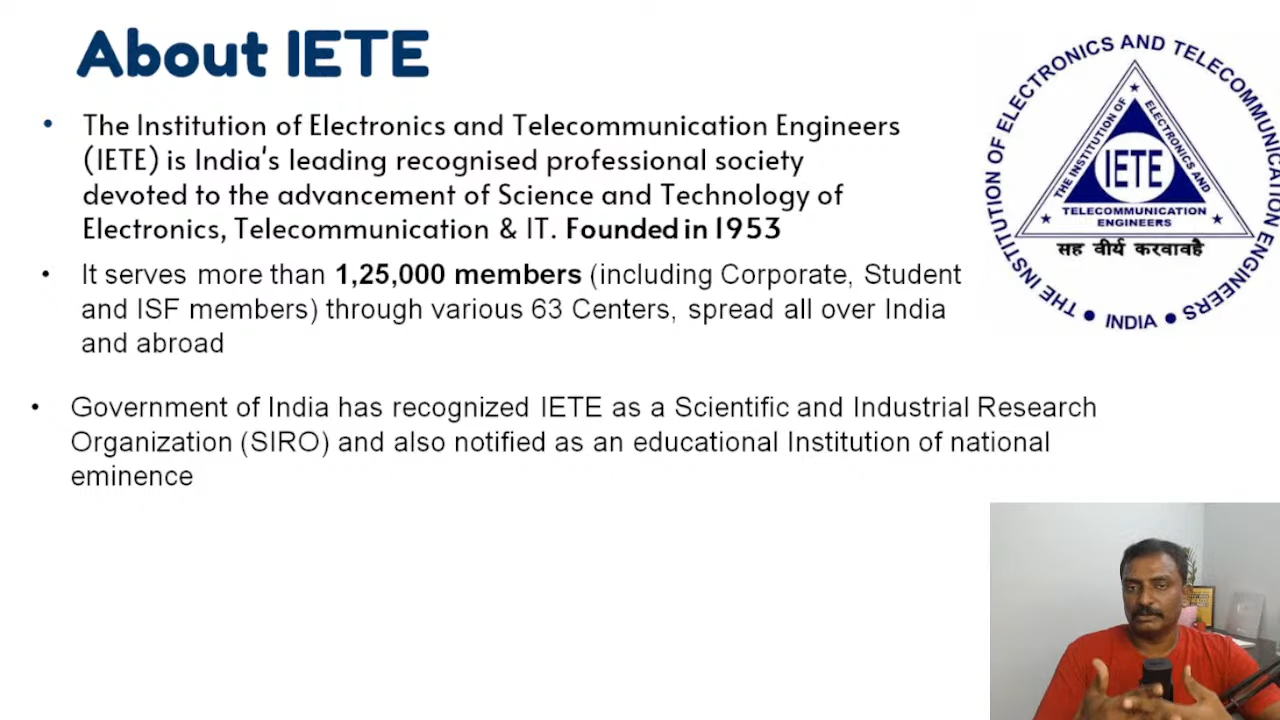 About IETE
• The Institution of Electronics and Telecommunication Engineers
(IETE) is India's leading recognised professional society
devoted to the advancement of Science and Technology of
Electronics, Telecommunication & IT. Founded in 1953
• It serves more than 1,25,000 members (including Corporate, Student
and ISF members) through various 63 Centers, spread all over India
and abroad
• Government of India has recognized IETE as a Scientific and Industrial Research
Organization (SIRO) and also notified as an educational Institution of national
eminence
THE INSTITUTION OF ELECTRONICS AND TELECOMMUNICATION ENGINEERS
• INDIA •
THE INSTITUTION OF
ELECTRONICS AND
IETE
TELECOMMUNICATION
ENGINEERS
सह वीर्य करवावहै